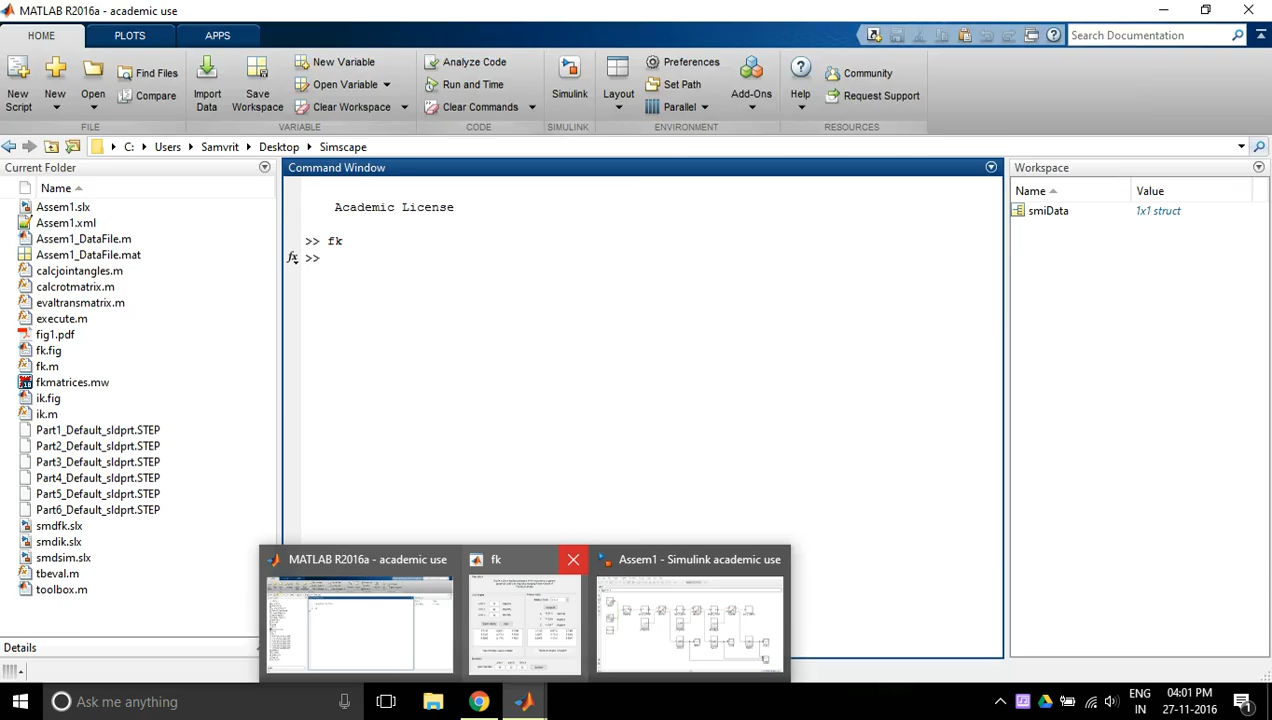 MATLAB R2016a - academic use
HOME
PLOTS
APPS
Search Documentation
New Script
New
Open
Find Files
Compare
FILE
Import Data
Save Workspace
New Variable
Open Variable
Clear Workspace
VARIABLE
Analyze Code
Run and Time
Clear Commands
CODE
Simulink
SIMULINK
Layout
Preferences
Set Path
Parallel
ENVIRONMENT
Add-Ons
Help
Community
Request Support
RESOURCES
C: Users Samvrit Desktop Simscape
Current Folder
Name
Assem1.slx
Assem1.xml
Assem1_DataFile.m
Assem1_DataFile.mat
calcjointangles.m
calcrotmatrix.m
evaltransmatrix.m
execute.m
fig1.pdf
fk.fig
fk.m
fkmatrices.mw
ik.fig
ik.m
Part1_Default_sldprt.STEP
Part2_Default_sldprt.STEP
Part3_Default_sldprt.STEP
Part4_Default_sldprt.STEP
Part5_Default_sldprt.STEP
Part6_Default_sldprt.STEP
smdfk.slx
smdik.slx
smdsim.slx
tbeval.m
toolbox.m
Details
Command Window
Academic License
>> fk
fx >>
Workspace
Name Value
smiData 1x1 struct
MATLAB R2016a - academic use
fk
Assem1 - Simulink academic use
Ask me anything
ENG
IN
04:01 PM
27-11-2016
1